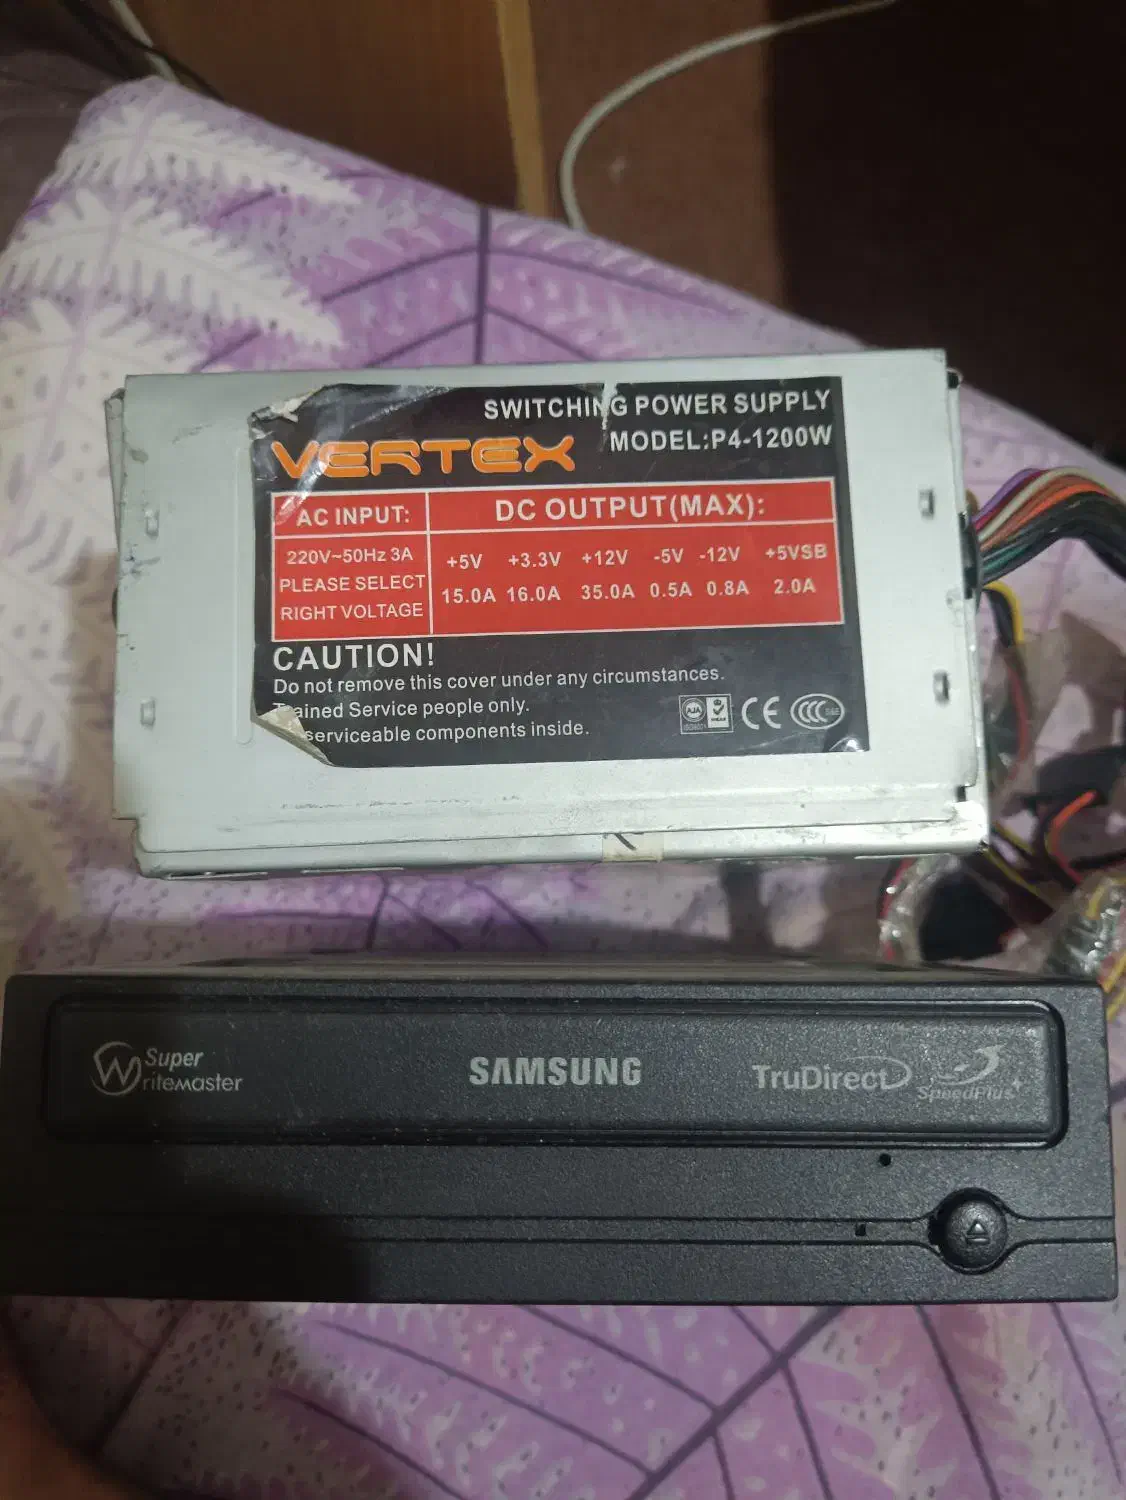 SWITCHING POWER SUPPLY
VERTEX
MODEL:P4-1200W
AC INPUT:
220V~50Hz 3A
PLEASE SELECT
RIGHT VOLTAGE
DC OUTPUT(MAX):
+5V +3.3V +12V -5V -12V +5VSB
15.0A 16.0A 35.0A 0.5A 0.8A 2.0A
CAUTION!
Do not remove this cover under any circumstances.
Trained Service people only.
serviceable components inside.
AJA
CE
CCC
S&E
Super
Writemaster
SAMSUNG
TruDirect
SpeedPlus